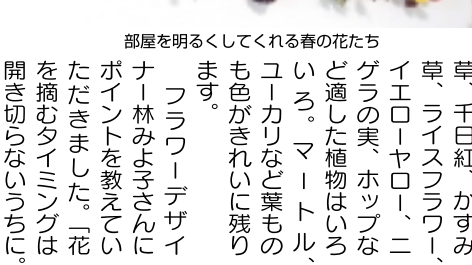 部屋を明るくしてくれる春の花たち
草、千日紅、かすみ
草、ライスフラワー、
イエローヤロー、ニ
ゲラの実、ホップな
ど適した植物はいろ
いろ。マートル、
ユーカリなど葉もの
も色がきれいに残り
ます。
フラワーデザイ
ナー林みよ子さんに
ポイントを教えてい
ただきました。「花
を摘むタイミングは
開き切らないうちに。